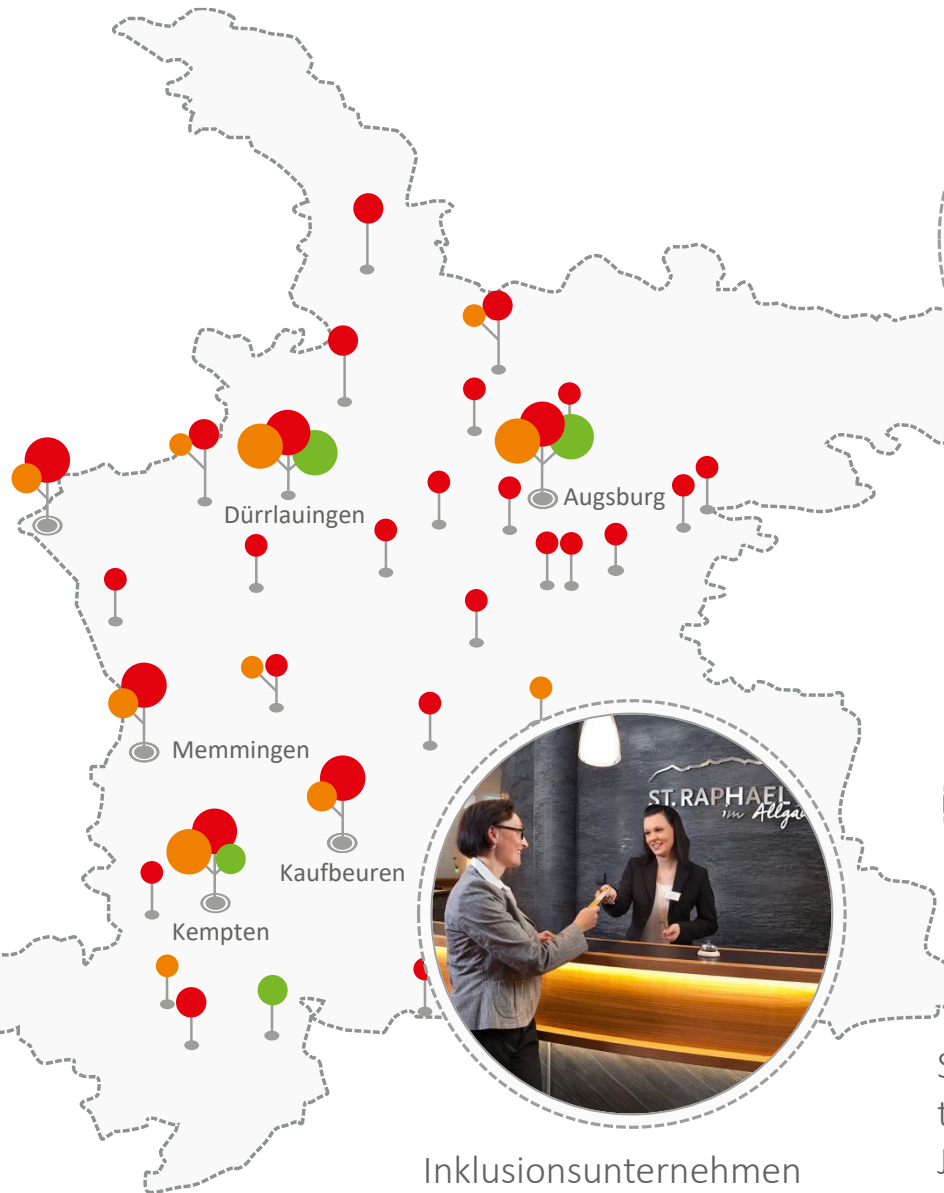 Dürrlauingen
Augsburg
Memmingen
Kaufbeuren
Kempten
ST. RAPHAEL
im Allgäu
Inklusionsunternehmen